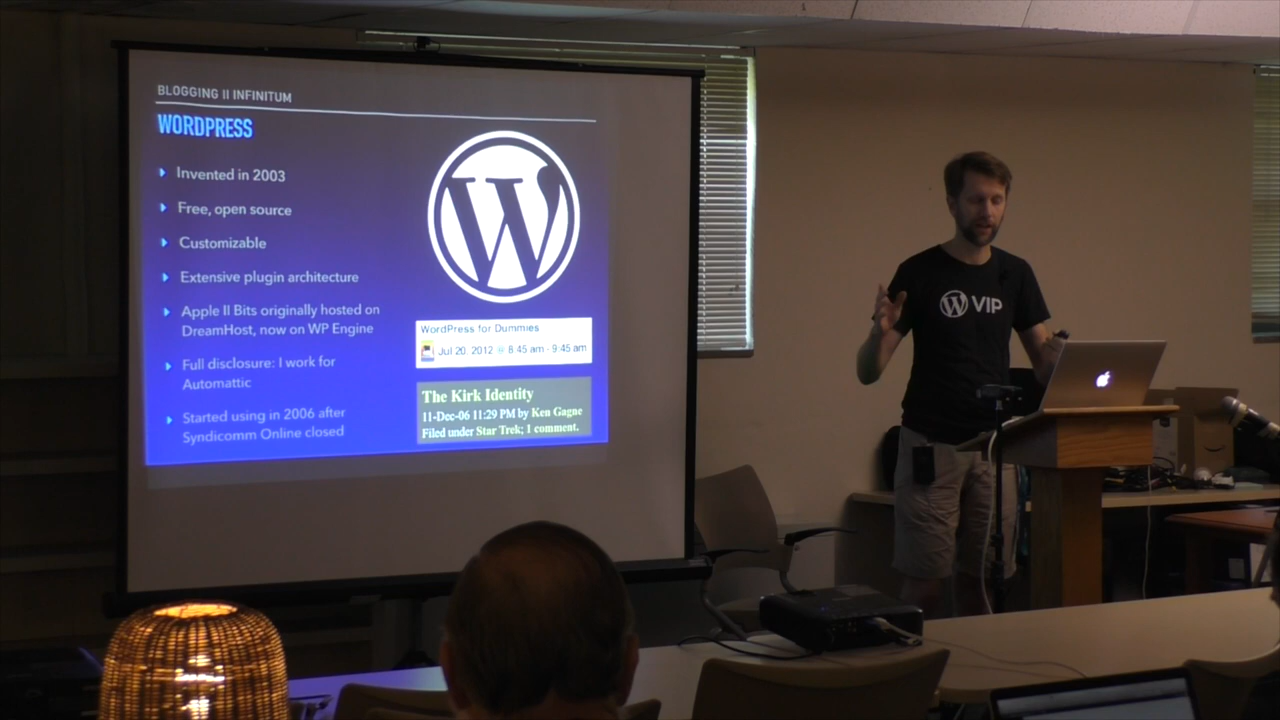 BLOGGING II INFINITUM
WORDPRESS
Invented in 2003
Free, open source
Customizable
Extensive plugin architecture
Apple II Bits originally hosted on
DreamHost, now on WP Engine
Full disclosure: I work for
Automattic
Started using in 2006 after
Syndicomm Online closed
W
WordPress for Dummies
Jul 20, 2012 @ 8:45 am - 9:45 am
The Kirk Identity
11-Dec-06 11:29 PM by Ken Gagne
Filed under Star Trek; 1 comment.
W VIP